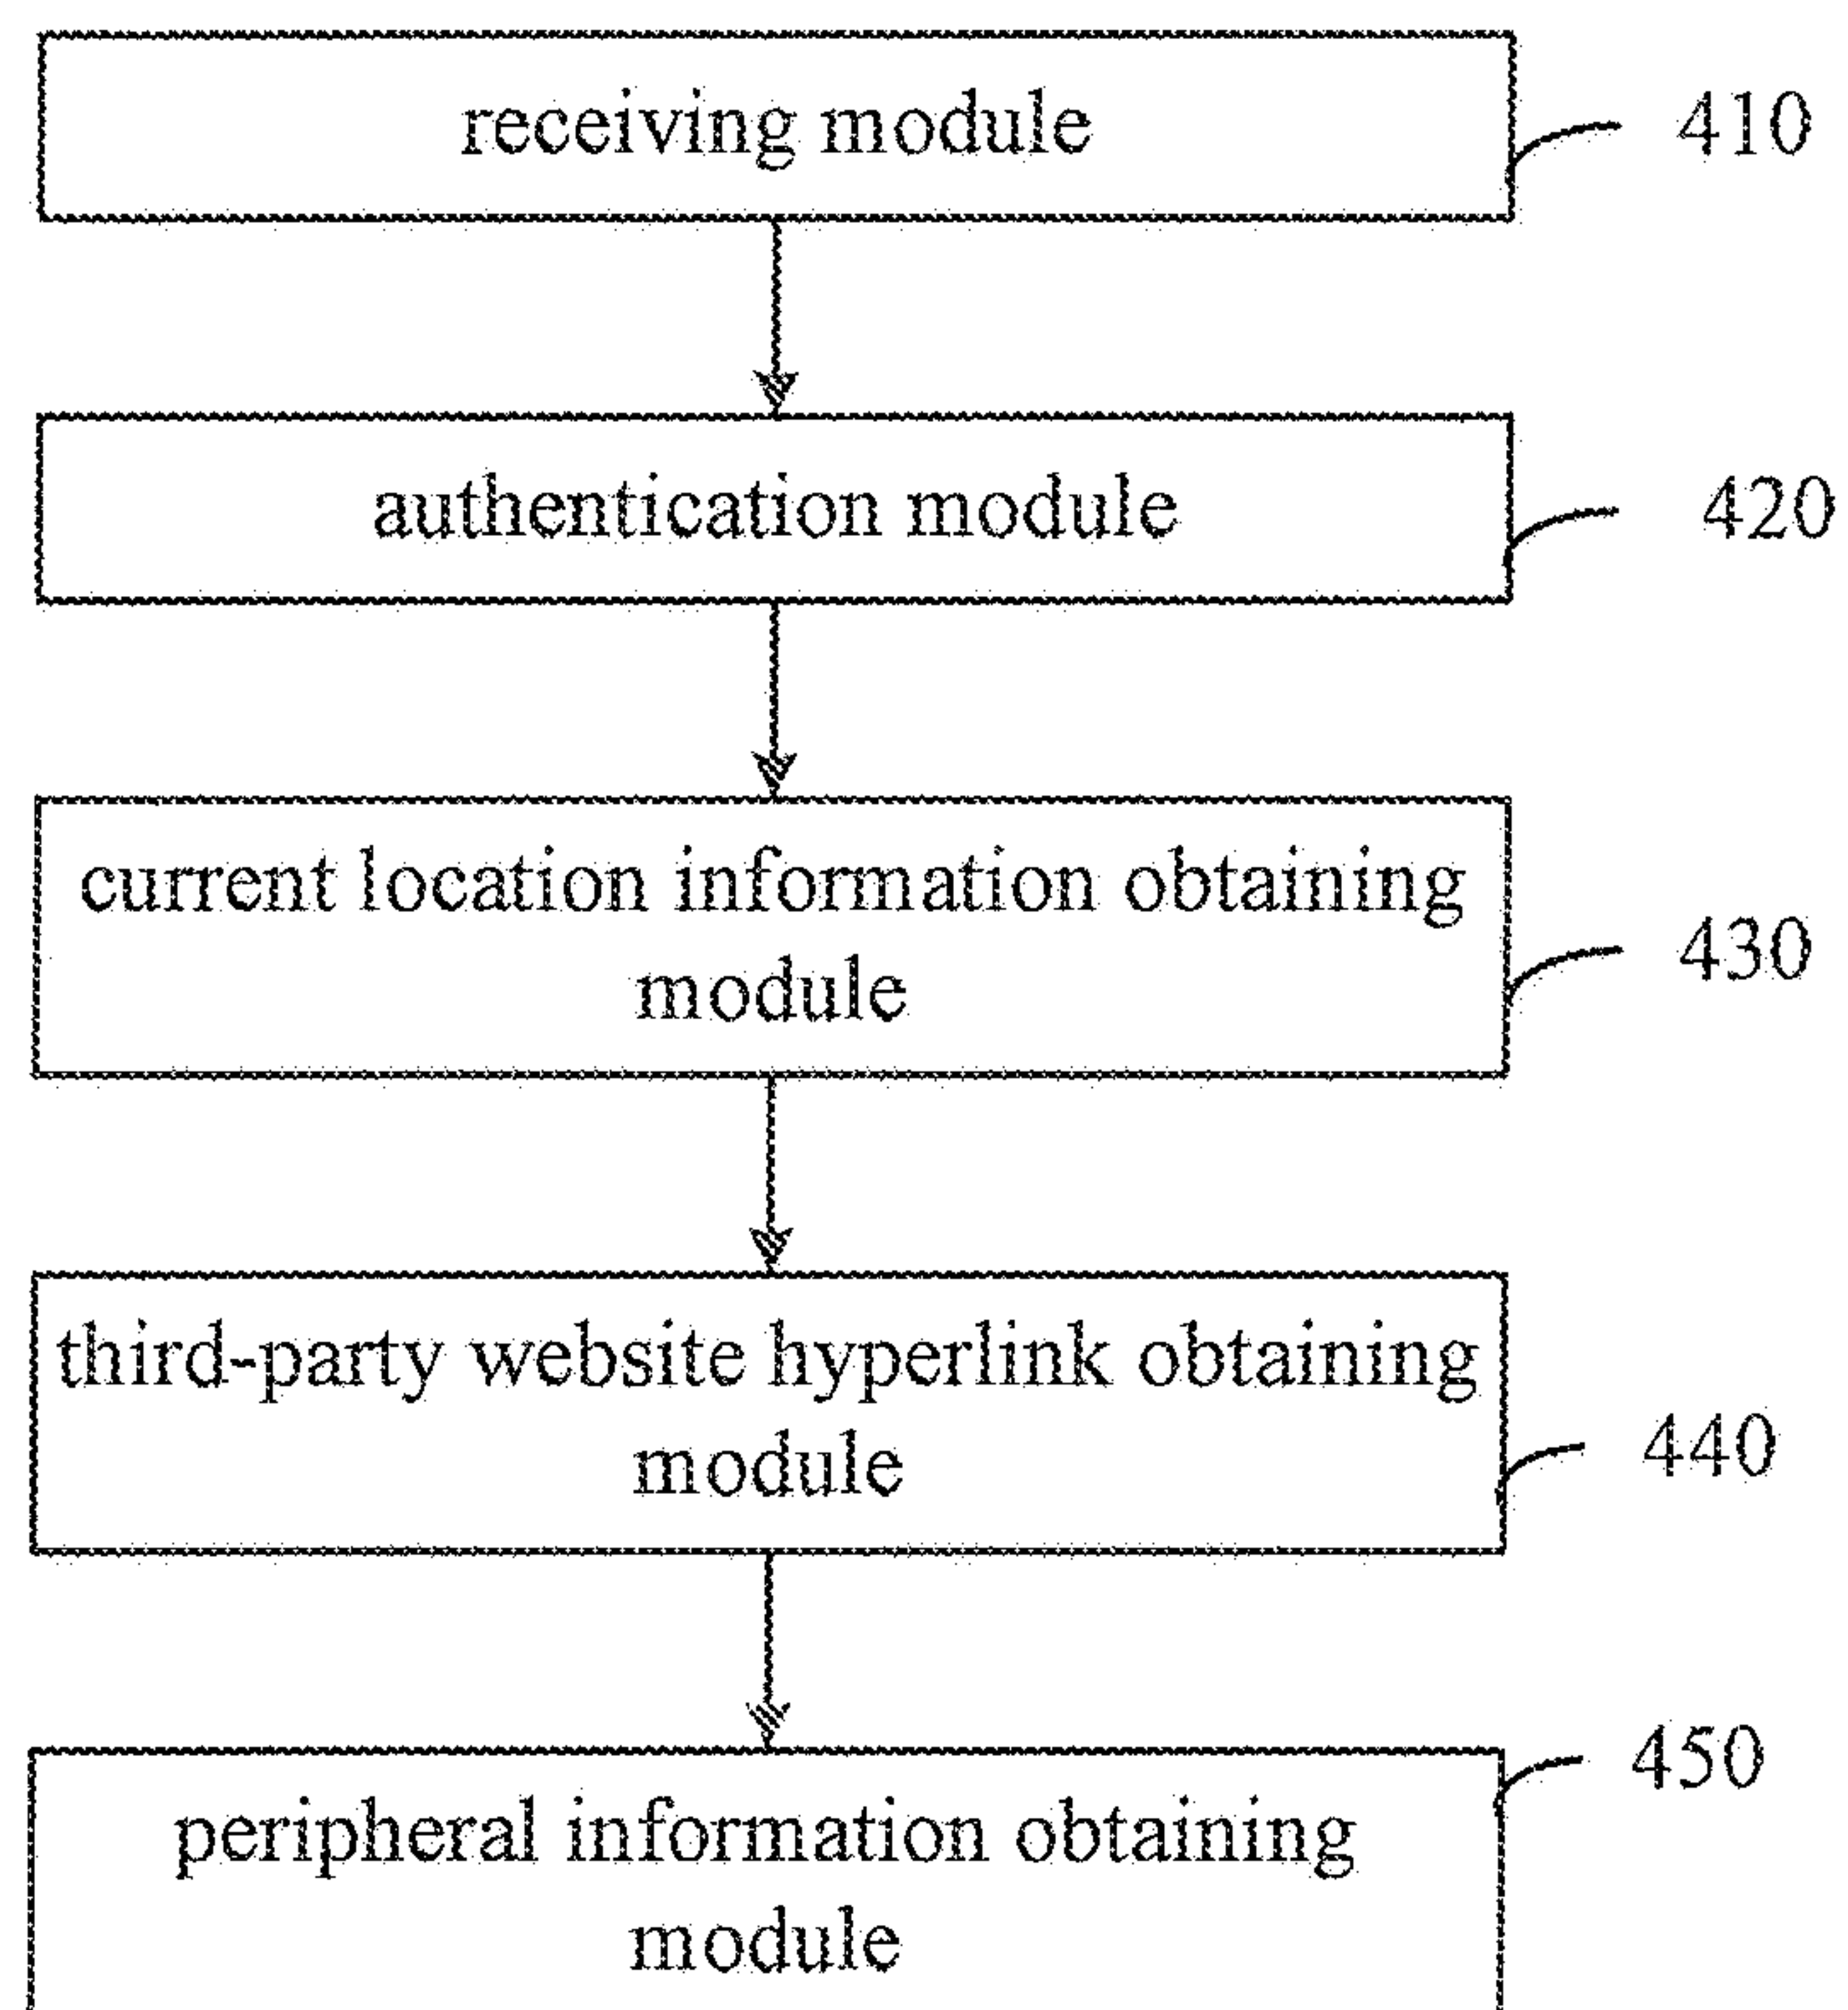 receiving module
410
authentication module
420
current location information obtaining
module
430
third-party website hyperlink obtaining
module
440
450
peripheral information obtaining
module